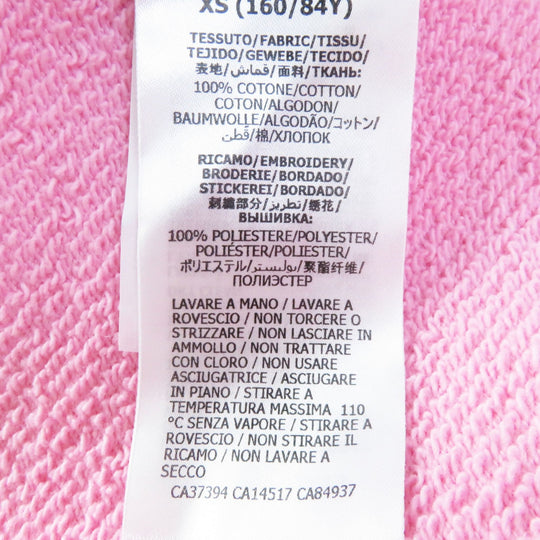 XS (160/84Y)
TESSUTO/FABRIC/TISSU/
TEJIDO/GEWEBE/TECIDO/
表地/قماش/面料/ТКАНЬ:
100% COTONE/COTTON/
COTON/ALGODON/
BAUMWOLLE/ALGODÃO/コットン/
قطن/棉/ХЛОПОК
RICAMO/EMBROIDERY/
BRODERIE/BORDADO/
STICKEREI/BORDADO/
刺繍部分/تطريز/绣花/
ВЫШИВКА:
100% POLIESTERE/POLYESTER/
POLIÉSTER/POLIESTER/
ポリエステル/بوليستر/聚酯纤维/
ПОЛИЭСТЕР
LAVARE A MANO / LAVARE A
ROVESCIO / NON TORCERE O
STRIZZARE / NON LASCIARE IN
AMMOLLO / NON TRATTARE
CON CLORO / NON USARE
ASCIUGATRICE / ASCIUGARE
IN PIANO / STIRARE A
TEMPERATURA MASSIMA 110
°C SENZA VAPORE / STIRARE A
ROVESCIO / NON STIRARE IL
RICAMO / NON LAVARE A
SECCO
CA37394 CA14517 CA84937